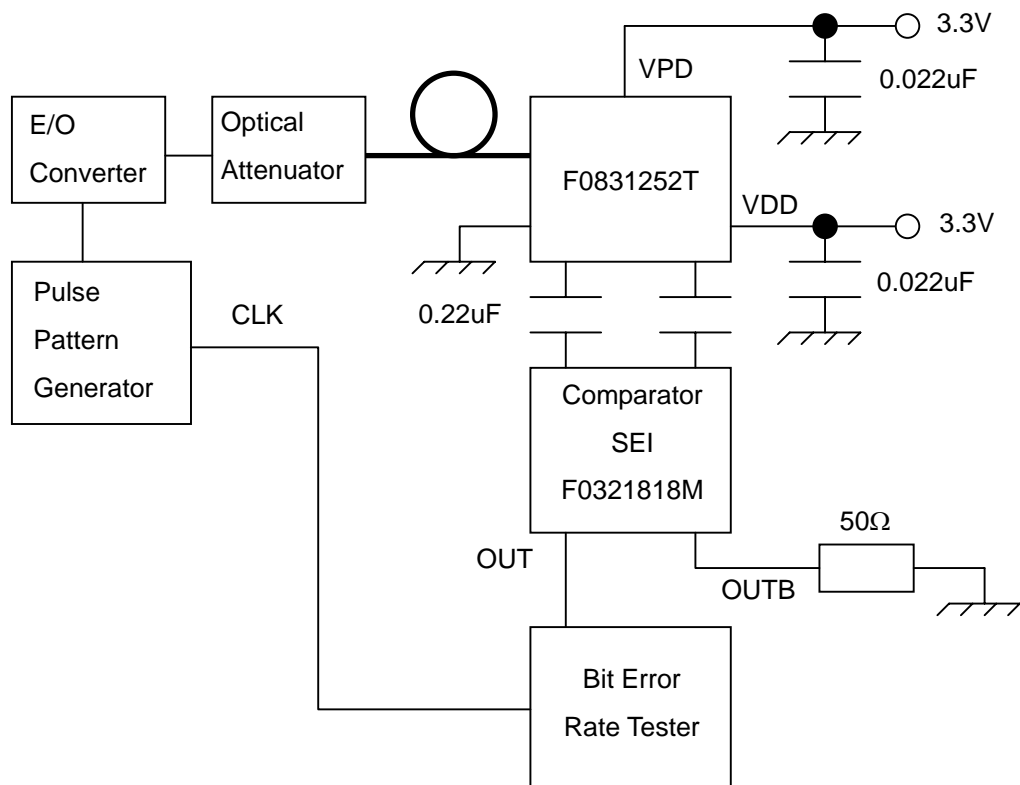 3.3V
VPD
0.022uF
E/O
Converter
Optical
Attenuator
F0831252T
VDD
3.3V
0.022uF
Pulse
Pattern
Generator
CLK
0.22uF
Comparator
SEI
F0321818M
50Ω
OUT
OUTB
Bit Error
Rate Tester